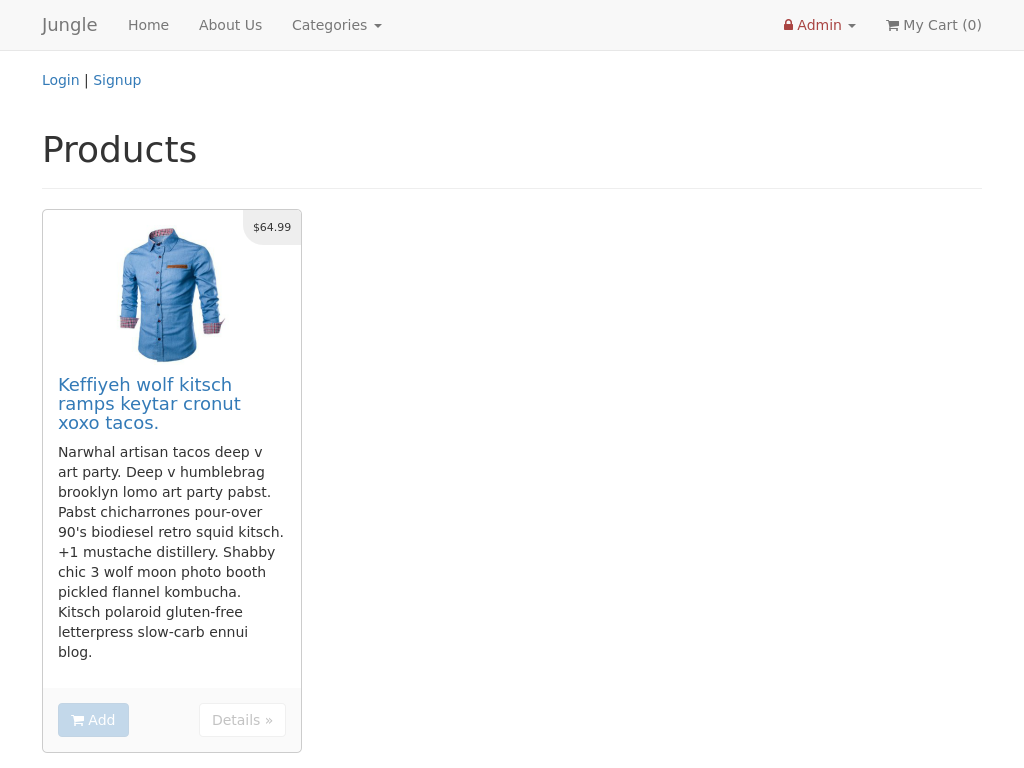 Jungle Home About Us Categories Admin My Cart (0)
Login | Signup
Products
$64.99
Keffiyeh wolf kitsch
ramps keytar cronut
xoxo tacos.
Narwhal artisan tacos deep v
art party. Deep v humblebrag
brooklyn lomo art party pabst.
Pabst chicharrones pour-over
90's biodiesel retro squid kitsch.
+1 mustache distillery. Shabby
chic 3 wolf moon photo booth
pickled flannel kombucha.
Kitsch polaroid gluten-free
letterpress slow-carb ennui
blog.
Add Details »